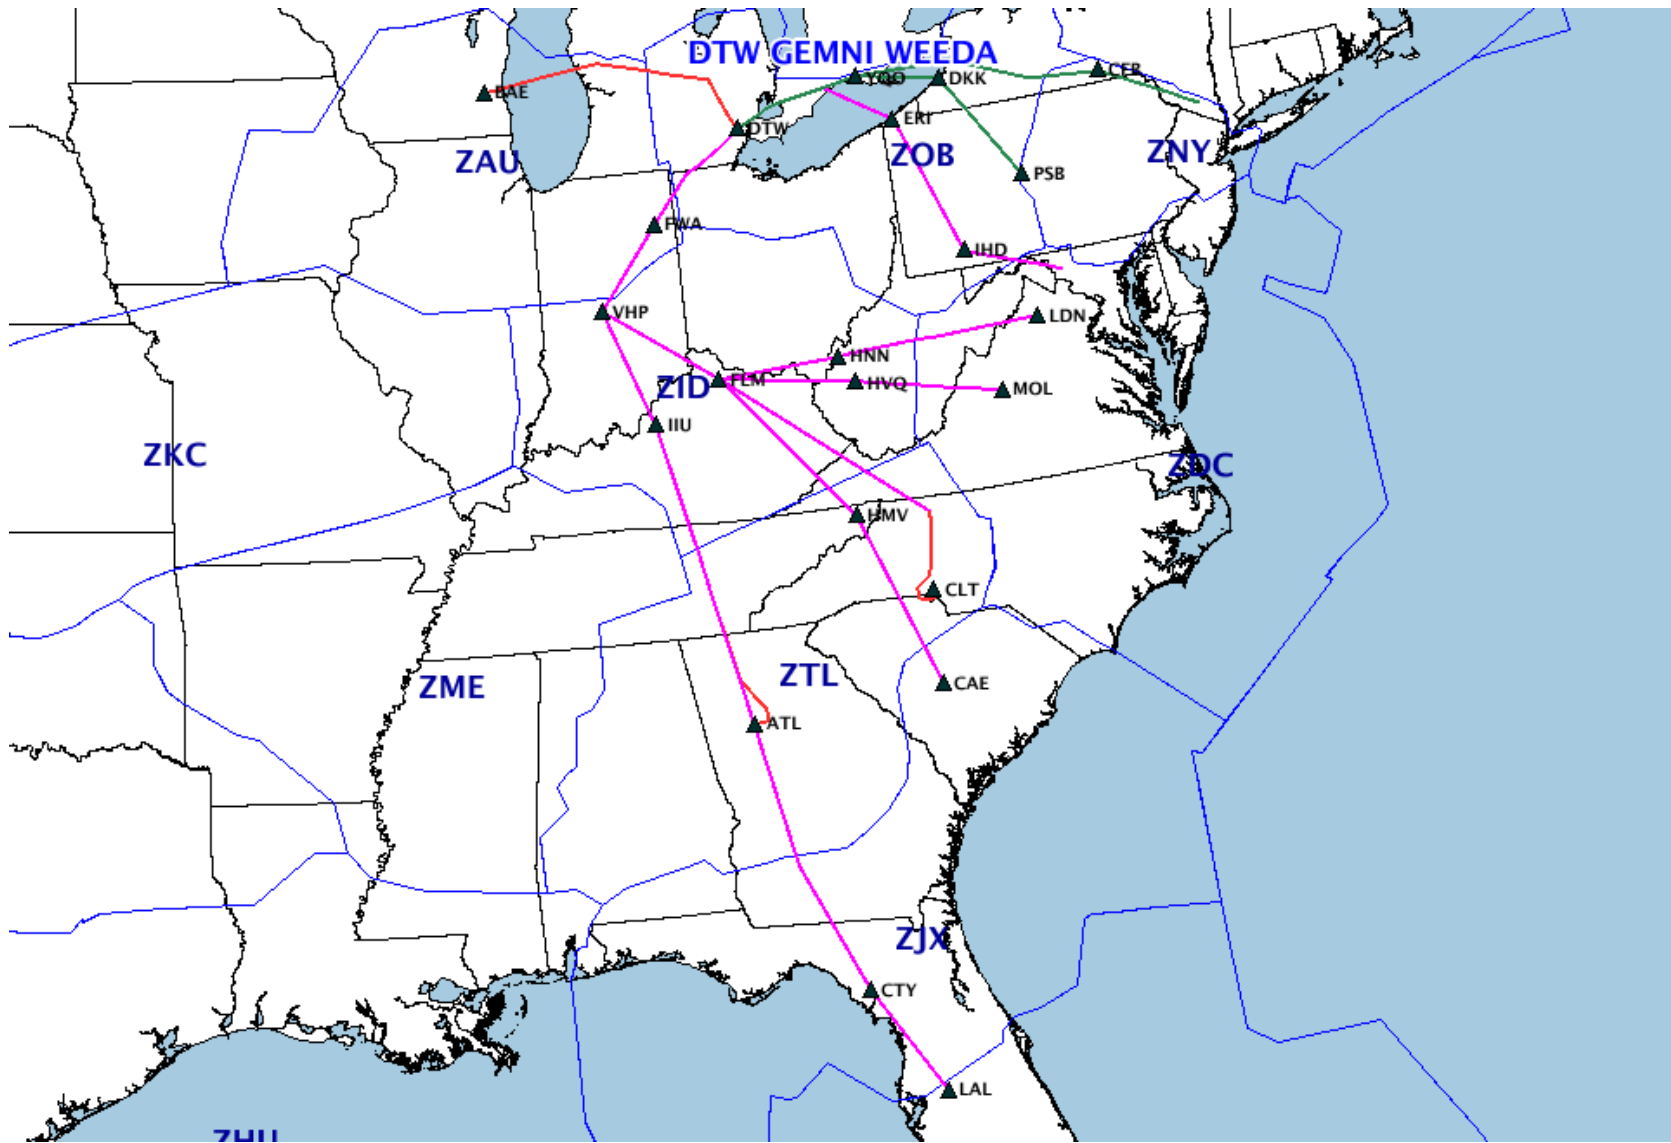 DTW GEMNI WEEDA
BAE
YQO
DKK
CFB
DTW
ERI
ZAU
ZOB
ZNY
PSB
FWA
IHD
VHP
LDN
HNN
FLM
HVQ
MOL
ZID
IIU
ZKC
ZDC
HMV
CLT
ZTL
ZME
CAE
ATL
ZJX
CTY
LAL
ZHU